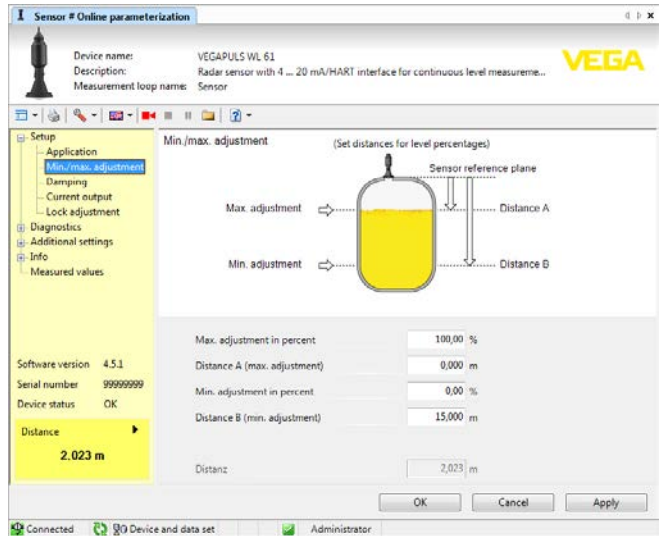 Sensor # Online parameterization
Device name: VEGAPULS WL 61
Description: Radar sensor with 4 ... 20 mA/HART interface for continuous level measureme...
Measurement loop name: Sensor
VEGA
Setup
Application
Min./max. adjustment
Damping
Current output
Lock adjustment
Diagnostics
Additional settings
Info
Measured values
Software version 4.5.1
Serial number 99999999
Device status OK
Distance
2,023 m
Min./max. adjustment
(Set distances for level percentages)
Sensor reference plane
Max. adjustment
Distance A
Min. adjustment
Distance B
Max. adjustment in percent 100,00 %
Distance A (max. adjustment) 0,000 m
Min. adjustment in percent 0,00 %
Distance B (min. adjustment) 15,000 m
Distanz 2,023 m
OK Cancel Apply
Connected Device and data set Administrator